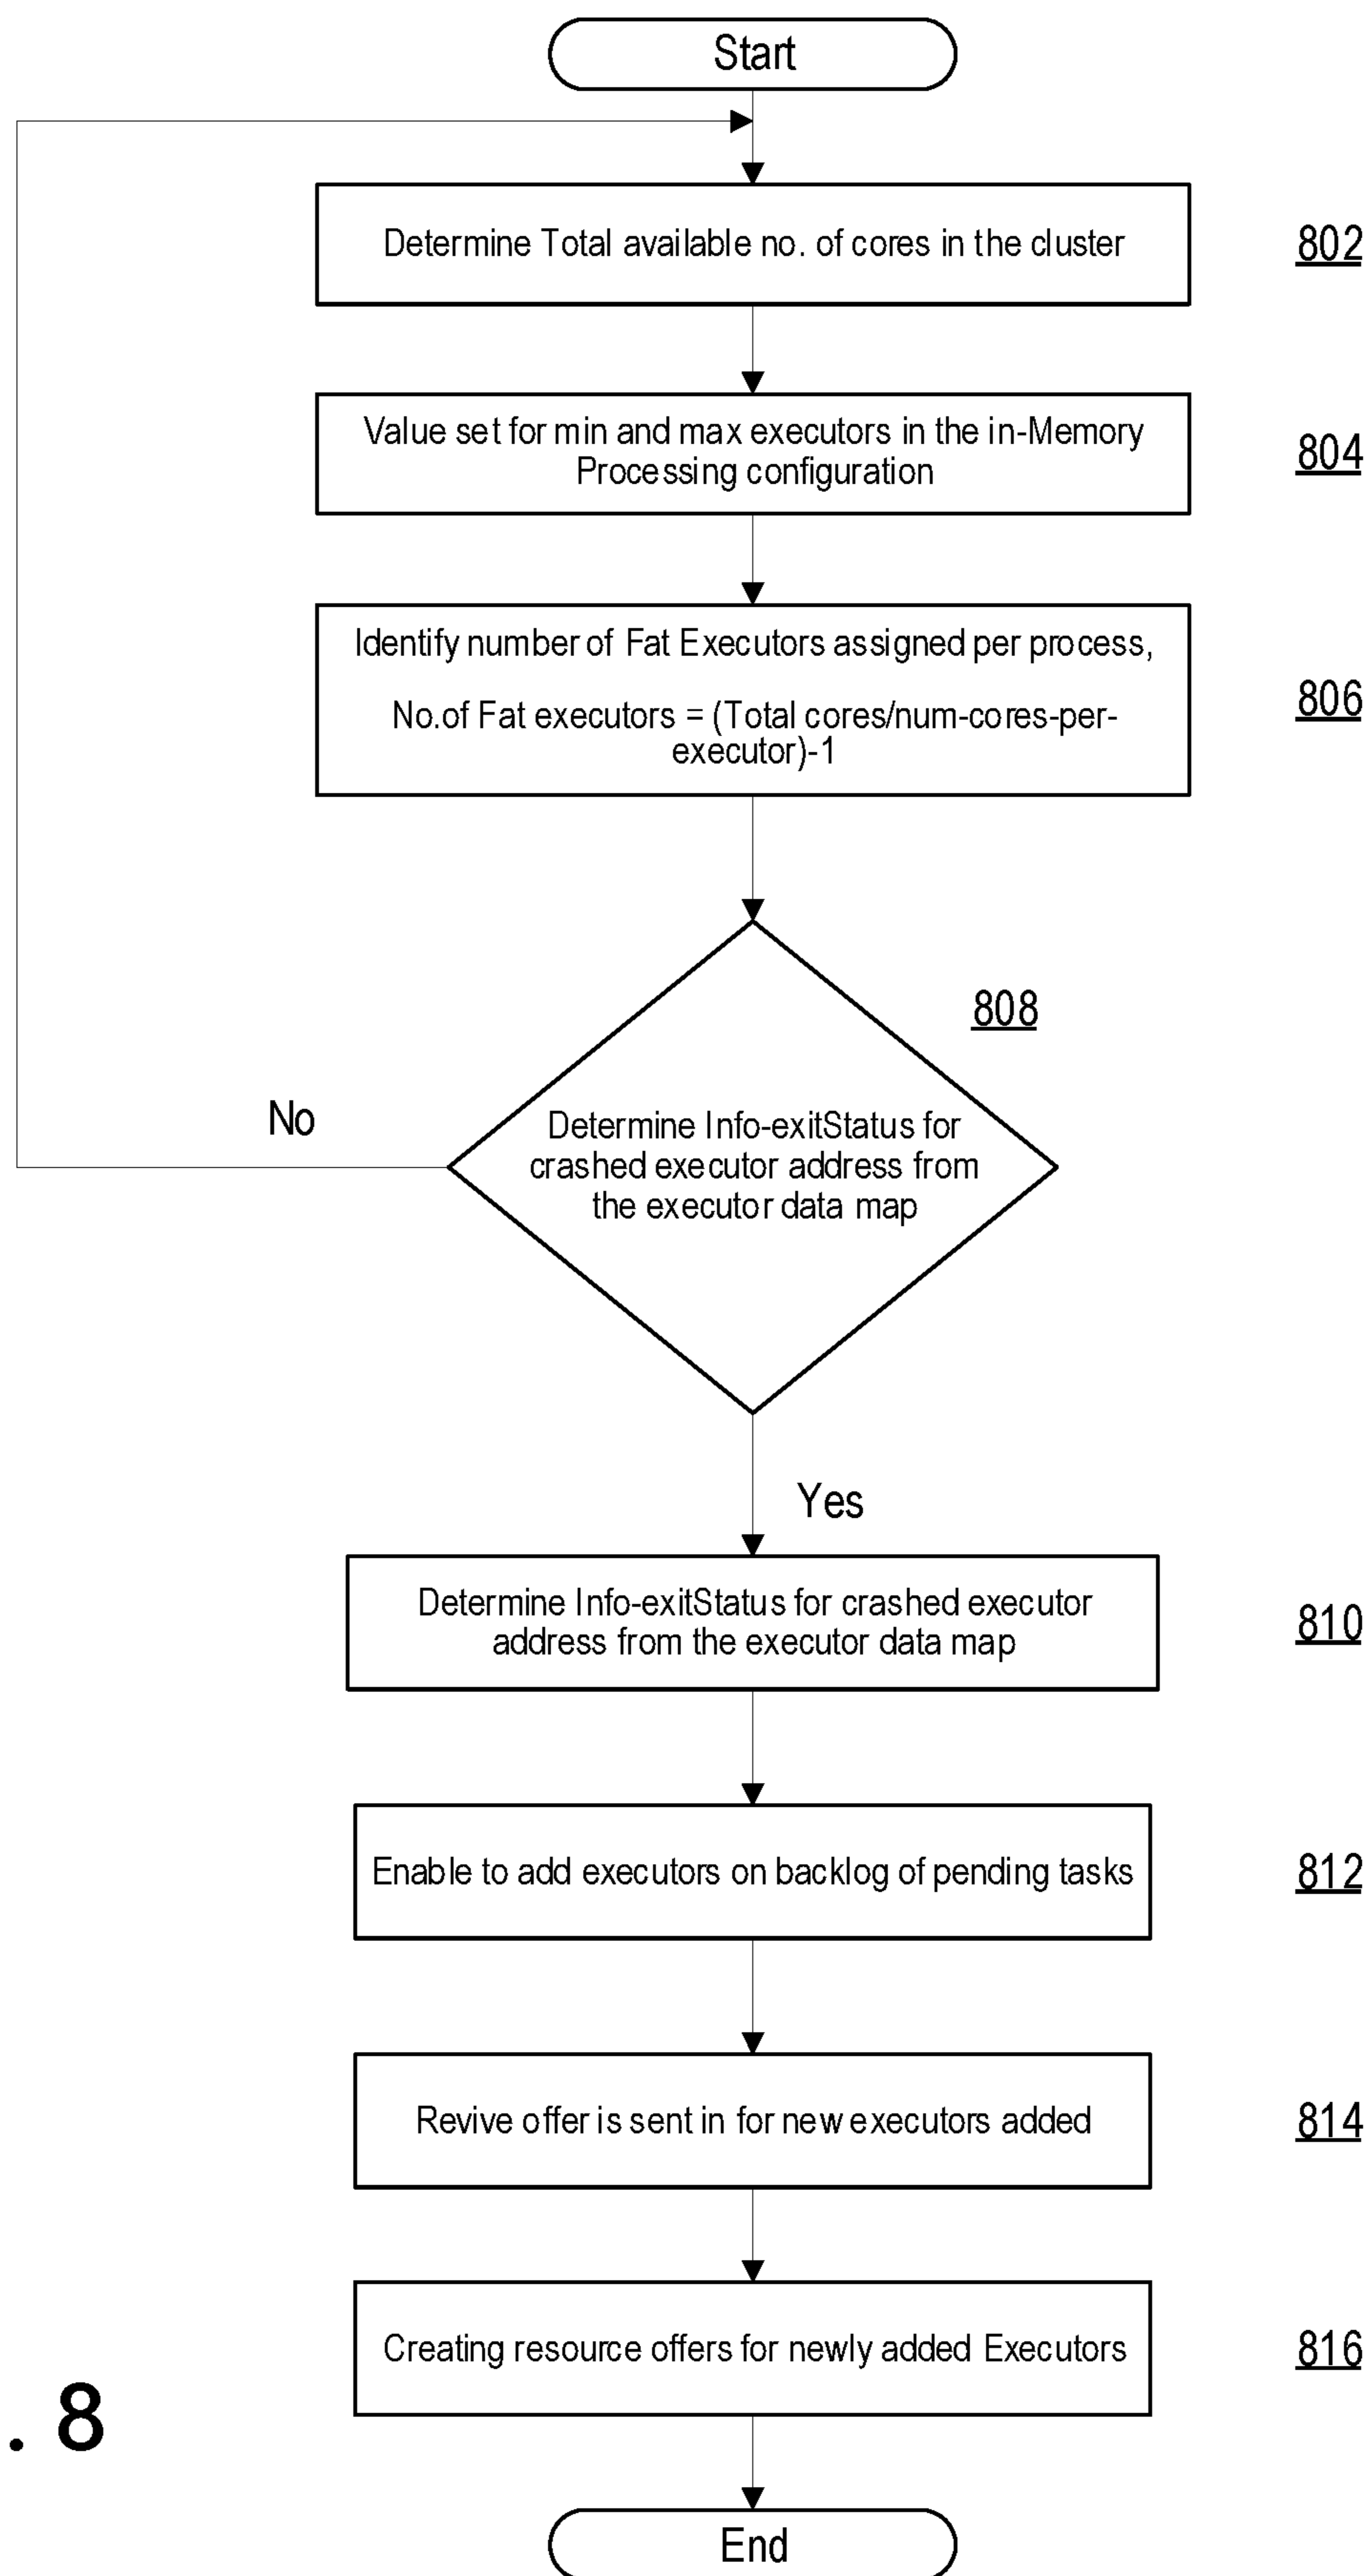 Start
Determine Total available no. of cores in the cluster
802
Value set for min and max executors in the in-Memory
Processing configuration
804
Identify number of Fat Executors assigned per process,
No.of Fat executors = (Total cores/num-cores-per-
executor)-1
806
808
Determine Info-exitStatus for
crashed executor address from
the executor data map
No
Yes
Determine Info-exitStatus for crashed executor
address from the executor data map
810
Enable to add executors on backlog of pending tasks
812
Revive offer is sent in for new executors added
814
Creating resource offers for newly added Executors
816
. 8
End